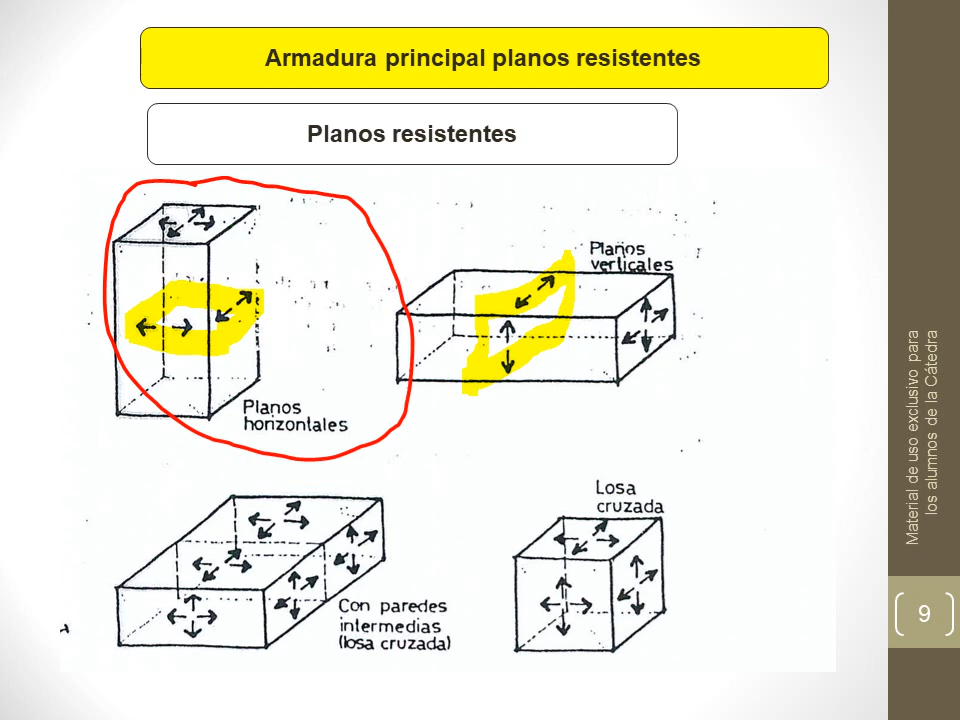 Armadura principal planos resistentes
Planos resistentes
Planos
verticales
Planos
horizontales
Losa
cruzada
Con paredes
intermedias
(losa cruzada)
Material de uso exclusivo para
los alumnos de la Cátedra
9